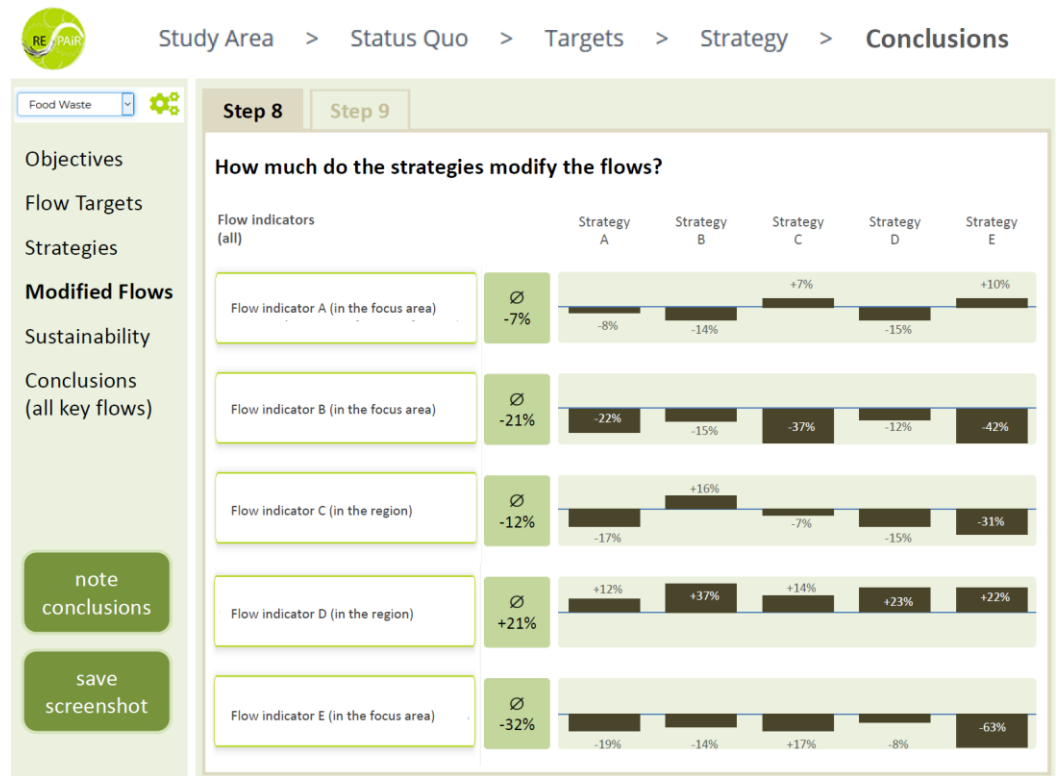 RE PAiR
Study Area > Status Quo > Targets > Strategy > Conclusions
Food Waste
Objectives
Flow Targets
Strategies
Modified Flows
Sustainability
Conclusions
(all key flows)
note
conclusions
save
screenshot
Step 8 Step 9
How much do the strategies modify the flows?
Flow indicators
(all)
Strategy Strategy Strategy Strategy Strategy
A B C D E
Flow indicator A (in the focus area)
∅
-7%
-8% -14% +7% -15% +10%
Flow indicator B (in the focus area)
∅
-21%
-22% -15% -37% -12% -42%
Flow indicator C (in the region)
∅
-12%
-17% +16% -7% -15% -31%
Flow indicator D (in the region)
∅
+21%
+12% +37% +14% +23% +22%
Flow indicator E (in the focus area)
∅
-32%
-19% -14% +17% -8% -63%